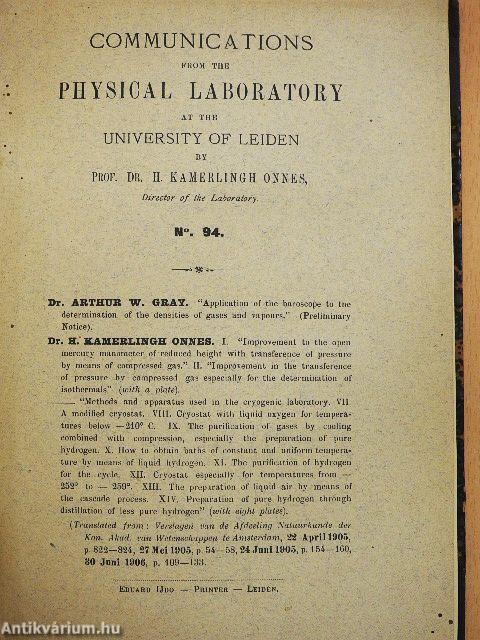 COMMUNICATIONS
FROM THE
PHYSICAL LABORATORY
AT THE
UNIVERSITY OF LEIDEN
BY
PROF. DR. H. KAMERLINGH ONNES,
Director of the Laboratory.
No. 94.
Dr. ARTHUR W. GRAY. "Application of the baroscope to the
determination of the densities of gases and vapours." (Preliminary
Notice).
Dr. H. KAMERLINGH ONNES. I. "Improvement to the open
mercury manometer of reduced height with transference of pressure
by means of compressed gas." II. "Improvement in the transference
of pressure by compressed gas especially for the determination of
isothermals" (with a plate).
— "Methods and apparatus used in the cryogenic laboratory. VII
A modified cryostat. VIII. Cryostat with liquid oxygen for tempera-
tures below —210° C. IX. The purification of gases by cooling
combined with compression, especially the preparation of pure
hydrogen. X. How to obtain baths of constant and uniform tempera-
ture by means of liquid hydrogen. XI. The purification of hydrogen
for the cycle. XII. Cryostat especially for temperatures from —
252° to — 259°. XIII. The preparation of liquid air by means of
the cascade process. XIV. Preparation of pure hydrogen through
distillation of less pure hydrogen" (with eight plates).
(Translated from: Verslagen van de Afdeeling Natuurkunde der
Kon. Akad. van Wetenschappen te Amsterdam, 22 April 1905,
p. 822—824, 27 Mei 1905, p. 54—58, 24 Juni 1905, p. 154—160,
30 Juni 1906, p. 109—133.
EDUARD IJDO — PRINTER — LEIDEN.
Antikvárium.hu